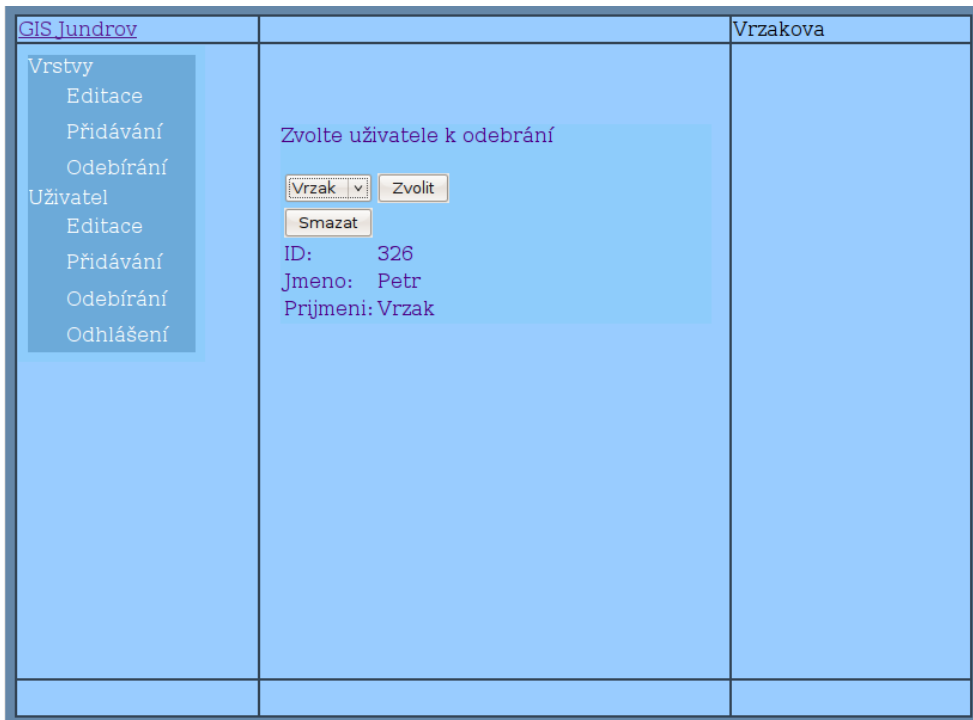 GIS Jundrov
Vrzakova
Vrstvy
Editace
Přidávání
Odebírání
Uživatel
Editace
Přidávání
Odebírání
Odhlášení
Zvolte uživatele k odebrání
Vrzak Zvolit
Smazat
ID: 326
Jmeno: Petr
Prijmeni: Vrzak